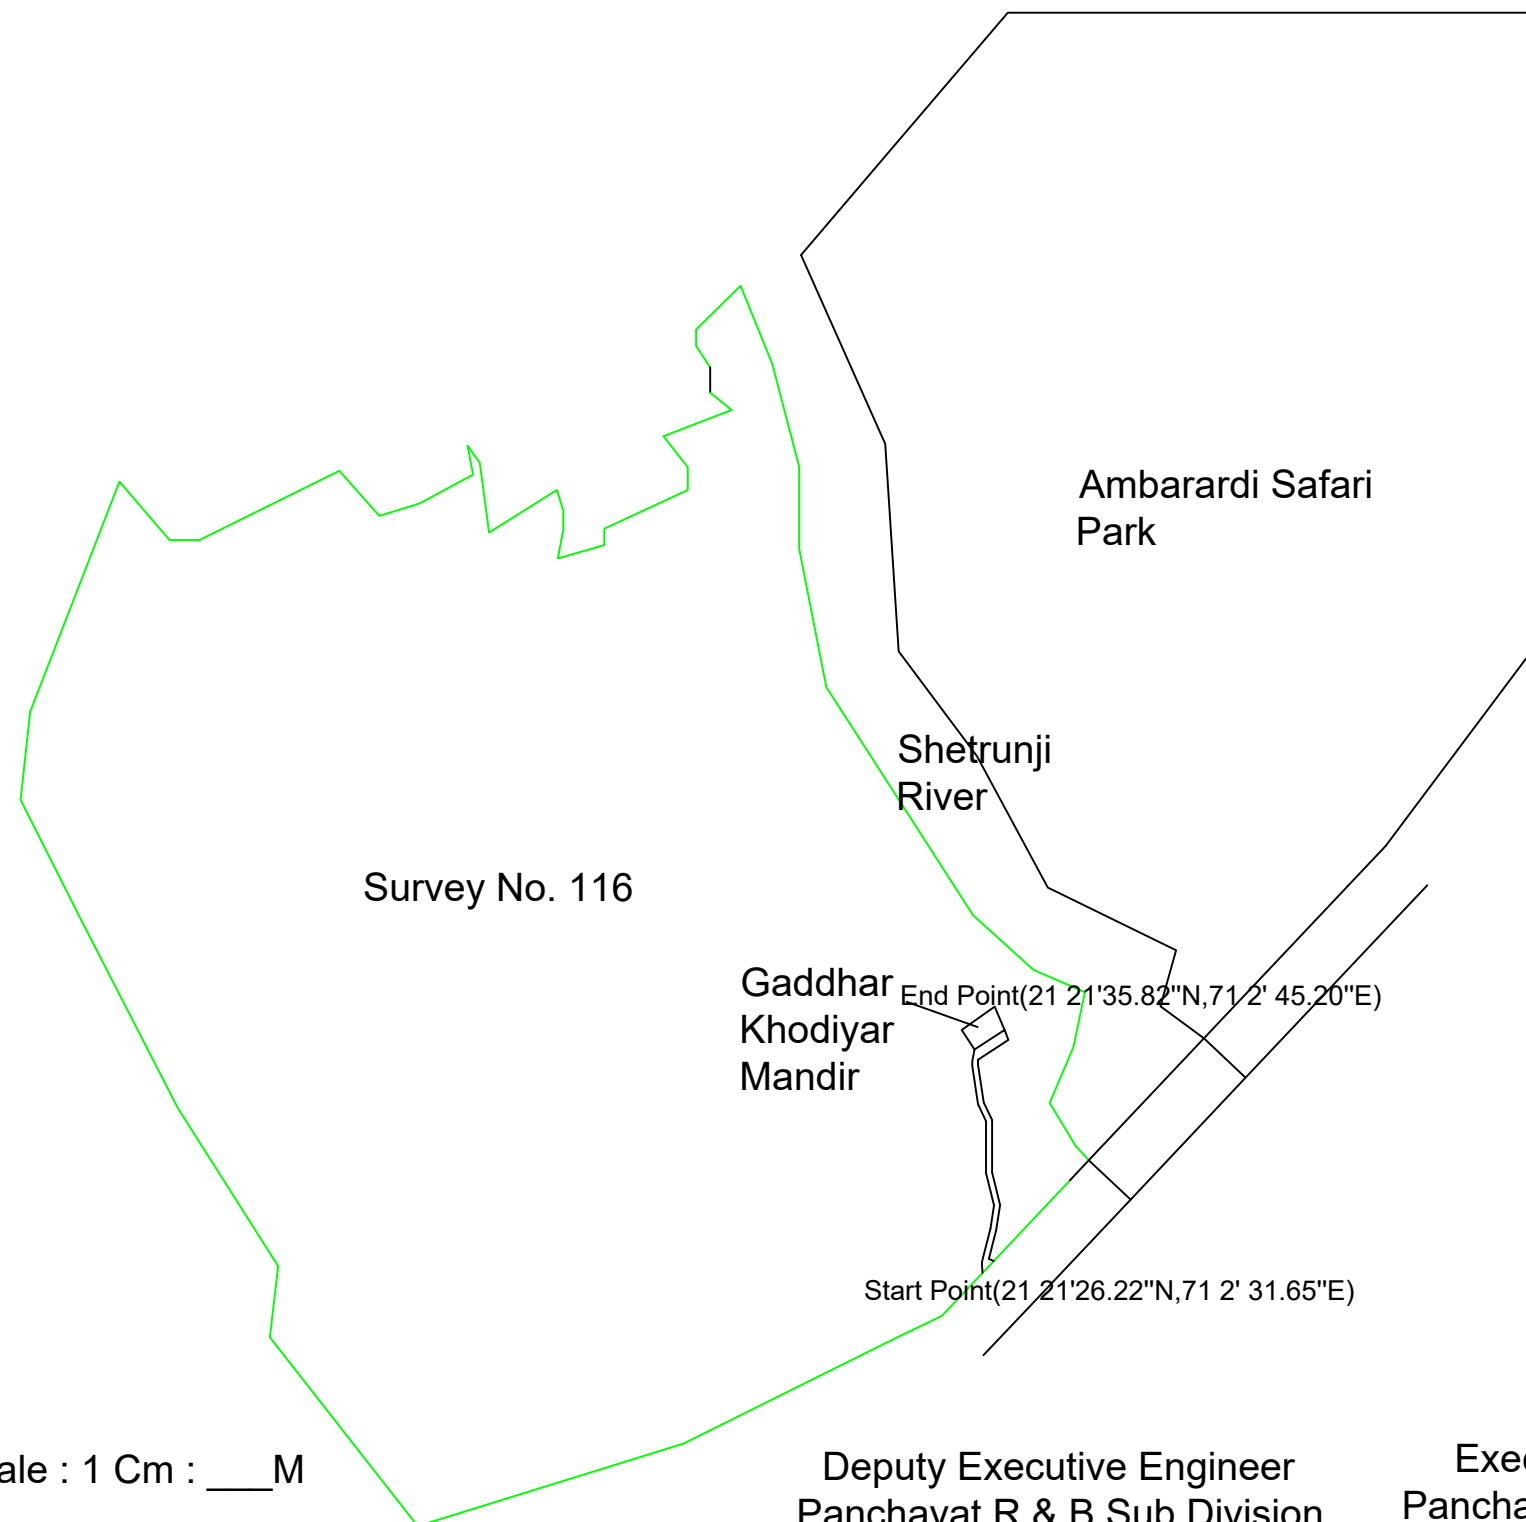 Ambarardi Safari
Park
Shetrunji
River
Survey No. 116
Gaddhar
Khodiyar
Mandir
End Point(21 21'35.82"N,71 2' 45.20"E)
Start Point(21 21'26.22"N,71 2' 31.65"E)
ale : 1 Cm : ___M
Deputy Executive Engineer
Panchayat R & B Sub Division
Exec
Pancha